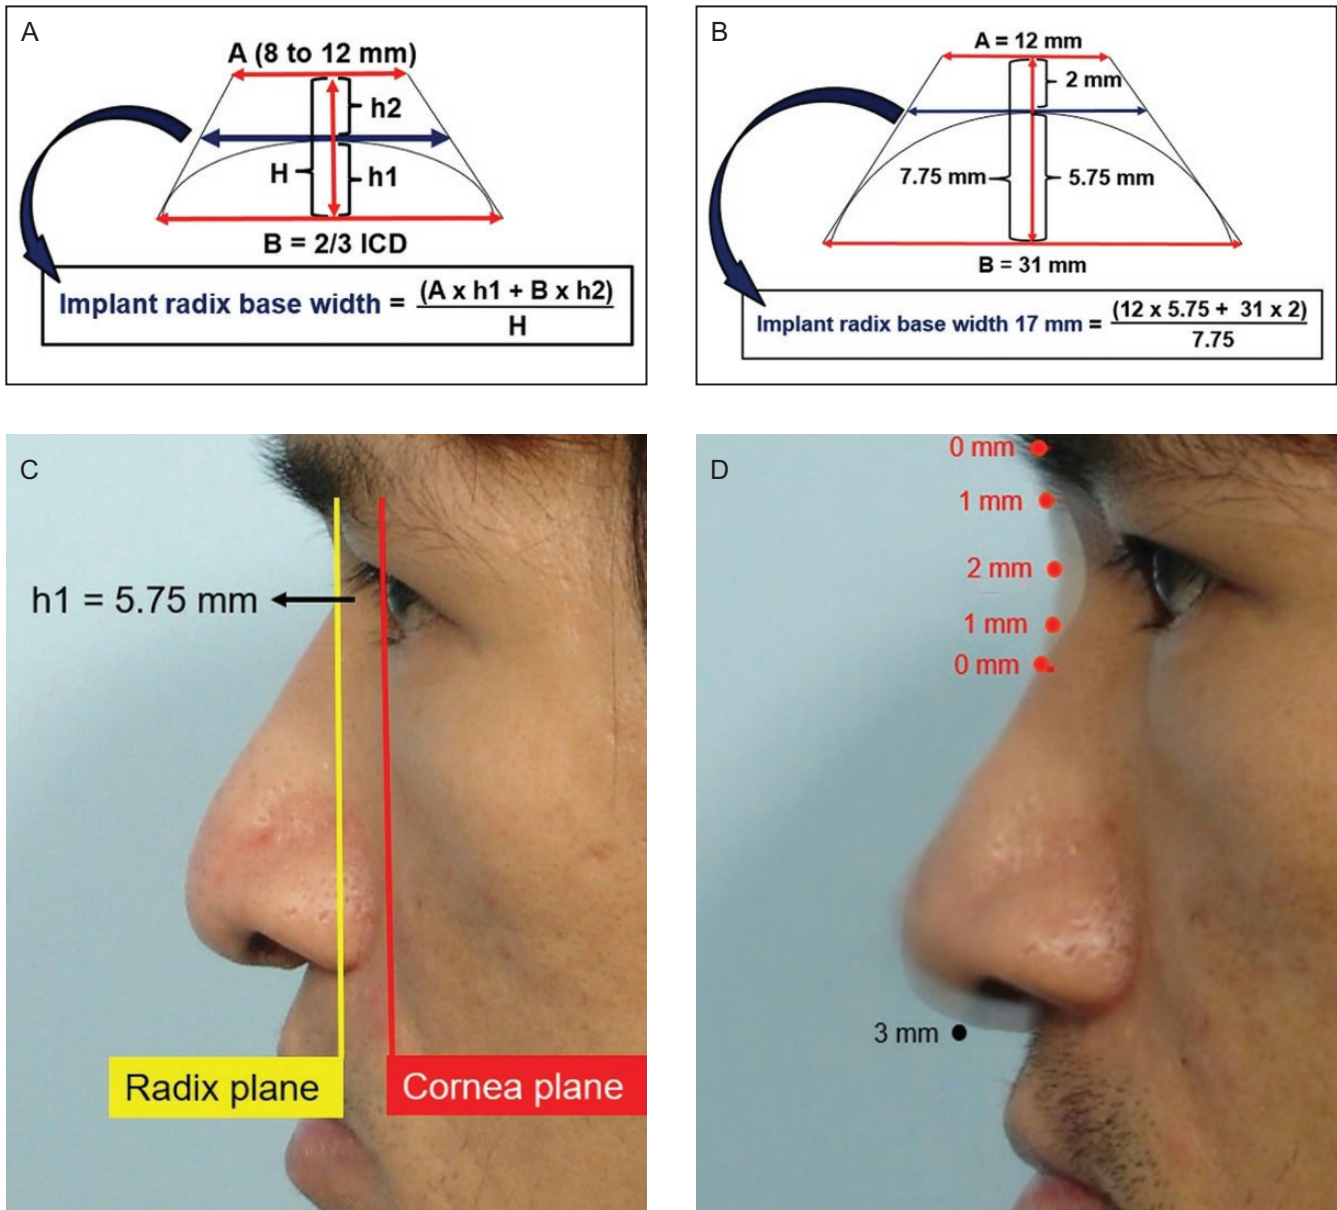 A
A (8 to 12 mm)
h2
H
h1
B = 2/3 ICD
Implant radix base width = (A x h1 + B x h2)
H
B
A = 12 mm
2 mm
7.75 mm
5.75 mm
B = 31 mm
Implant radix base width 17 mm = (12 x 5.75 + 31 x 2)
7.75
C
h1 = 5.75 mm
Radix plane
Cornea plane
D
0 mm
1 mm
2 mm
1 mm
0 mm
3 mm